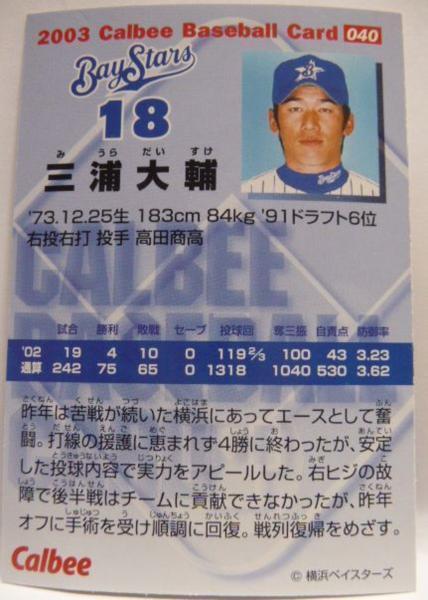 2003 Calbee Baseball Card 040
BayStars
18
み うら だい すけ
三浦大輔
'73.12.25生 183cm 84kg '91ドラフト6位
右投右打 投手 高田商高
試合 勝利 敗戦 セーブ 投球回 奪三振 自責点 防御率
'02 19 4 10 0 119 2/3 100 43 3.23
通算 242 75 65 0 1318 1040 530 3.62
昨年は苦戦が続いた横浜にあってエースとして奮
闘。打線の援護に恵まれず4勝に終わったが、安定
した投球内容で実力をアピールした。右ヒジの故
障で後半戦はチームに貢献できなかったが、昨年
オフに手術を受け順調に回復。戦列復帰をめざす。
Calbee
© 横浜ベイスターズ